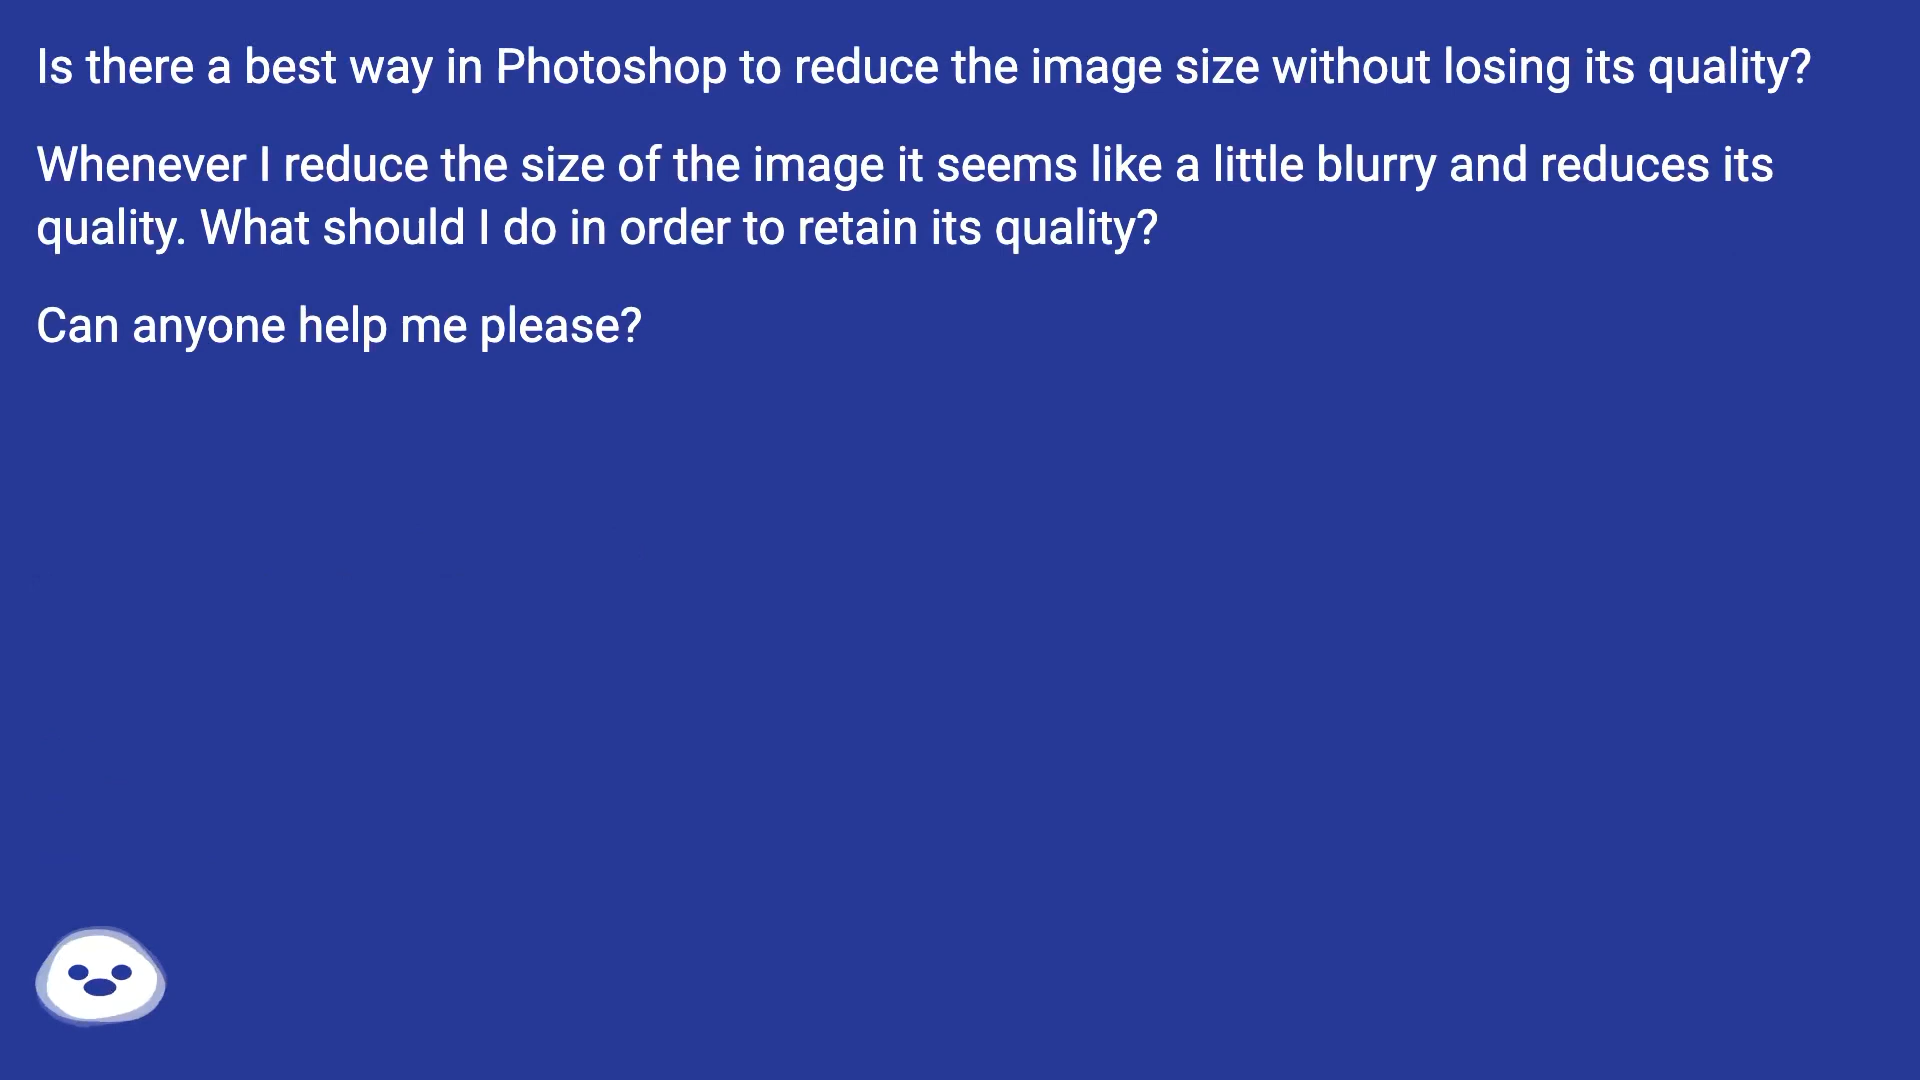 Is there a best way in Photoshop to reduce the image size without losing its quality?
Whenever I reduce the size of the image it seems like a little blurry and reduces its
quality. What should I do in order to retain its quality?
Can anyone help me please?